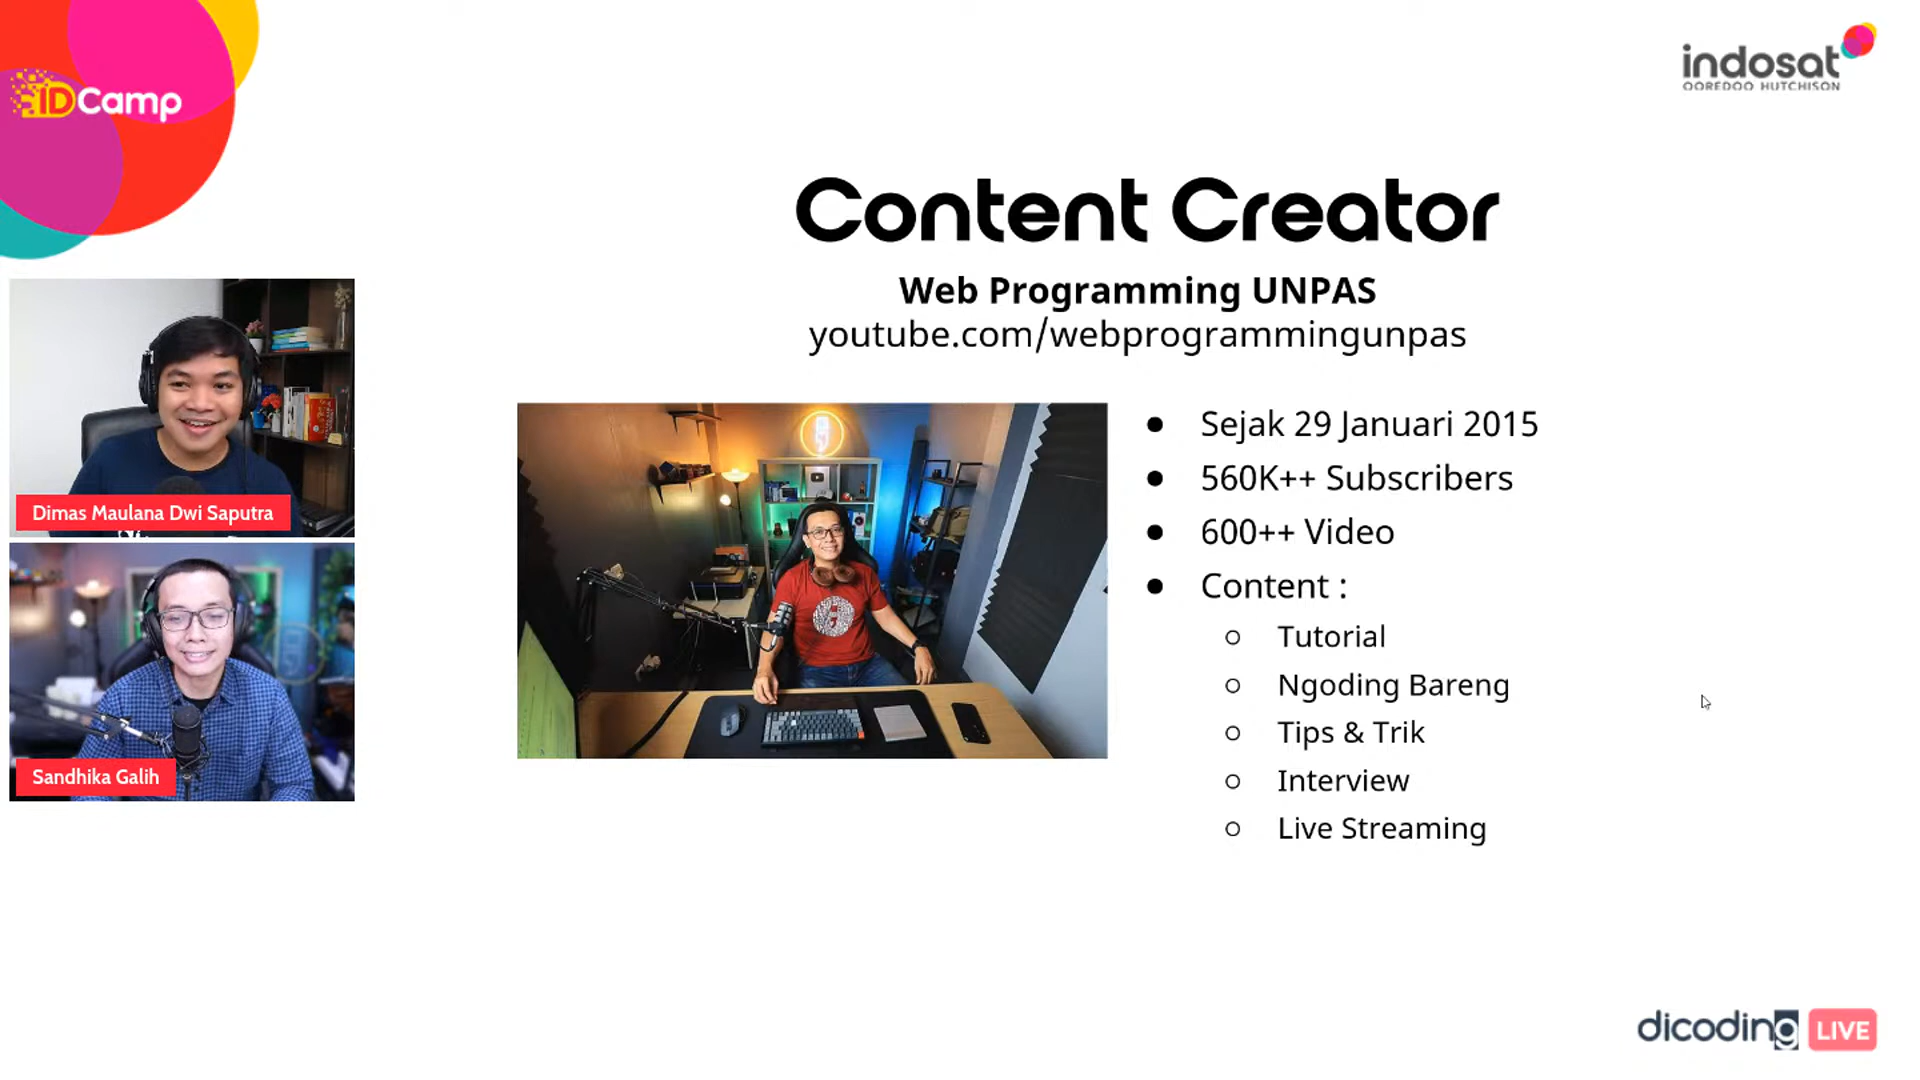 IDCamp
indosat
OOREDOO HUTCHISON
Content Creator
Web Programming UNPAS
youtube.com/webprogrammingunpas
Dimas Maulana Dwi Saputra
Sandhika Galih
● Sejak 29 Januari 2015
● 560K++ Subscribers
● 600++ Video
● Content :
○ Tutorial
○ Ngoding Bareng
○ Tips & Trik
○ Interview
○ Live Streaming
dicoding LIVE